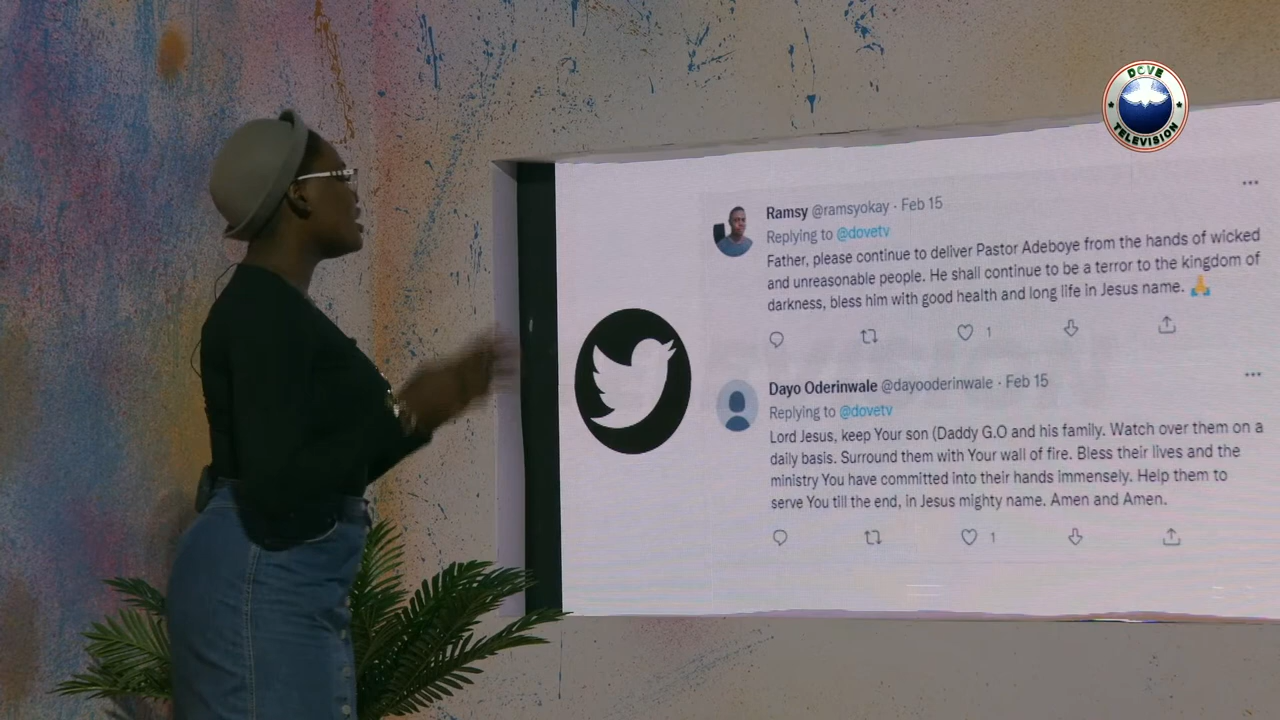 DOVE
TELEVISION
Ramsy @ramsyokay · Feb 15
Replying to @dovetv
Father, please continue to deliver Pastor Adeboye from the hands of wicked
and unreasonable people. He shall continue to be a terror to the kingdom of
darkness, bless him with good health and long life in Jesus name. 🙏
1
Dayo Oderinwale @dayooderinwale · Feb 15
Replying to @dovetv
Lord Jesus, keep Your son (Daddy G.O and his family. Watch over them on a
daily basis. Surround them with Your wall of fire. Bless their lives and the
ministry You have committed into their hands immensely. Help them to
serve You till the end, in Jesus mighty name. Amen and Amen.
1